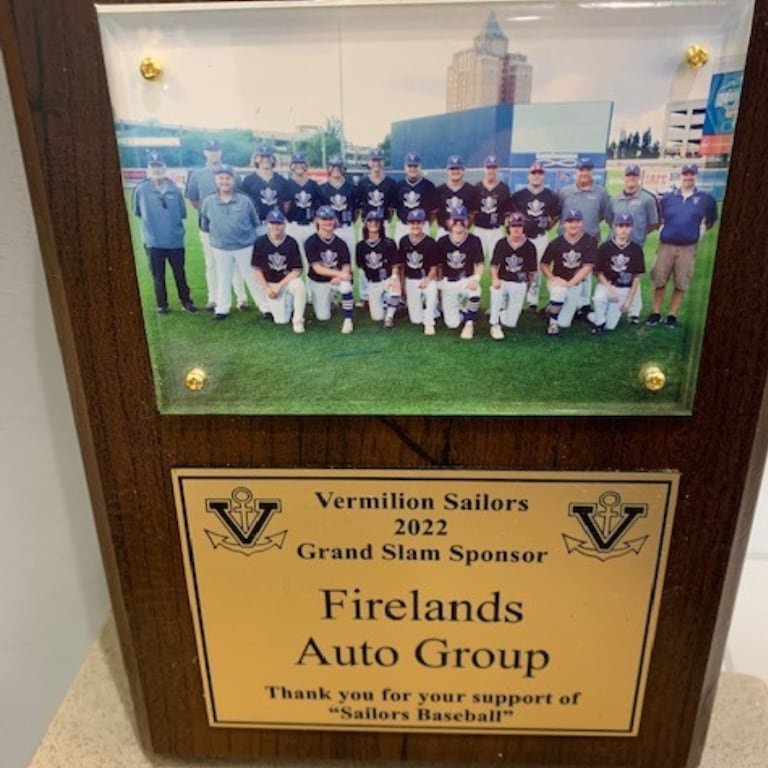 Vermilion Sailors
2022
Grand Slam Sponsor
V
V
Firelands
Auto Group
Thank you for your support of
“Sailors Baseball”